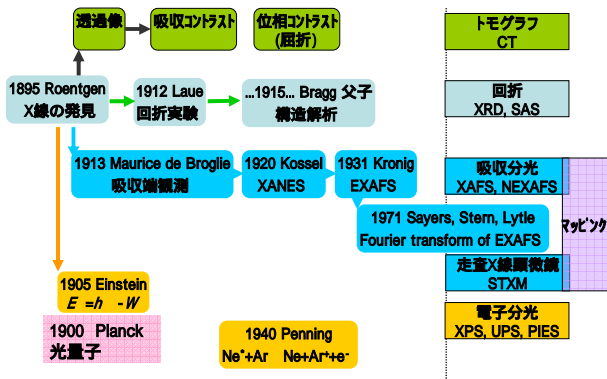 透過像
吸収コントラスト
位相コントラスト
(屈折)
トモグラフ
CT
1895 Roentgen
X線の発見
1912 Laue
回折実験
...1915... Bragg 父子
構造解析
回折
XRD, SAS
1913 Maurice de Broglie
吸収端観測
1920 Kossel
XANES
1931 Kronig
EXAFS
吸収分光
XAFS, NEXAFS
マッピング
1971 Sayers, Stern, Lytle
Fourier transform of EXAFS
走査X線顕微鏡
STXM
1905 Einstein
E =h -W
1900 Planck
光量子
1940 Penning
Ne*+Ar Ne+Ar⁺+e⁻
電子分光
XPS, UPS, PIES